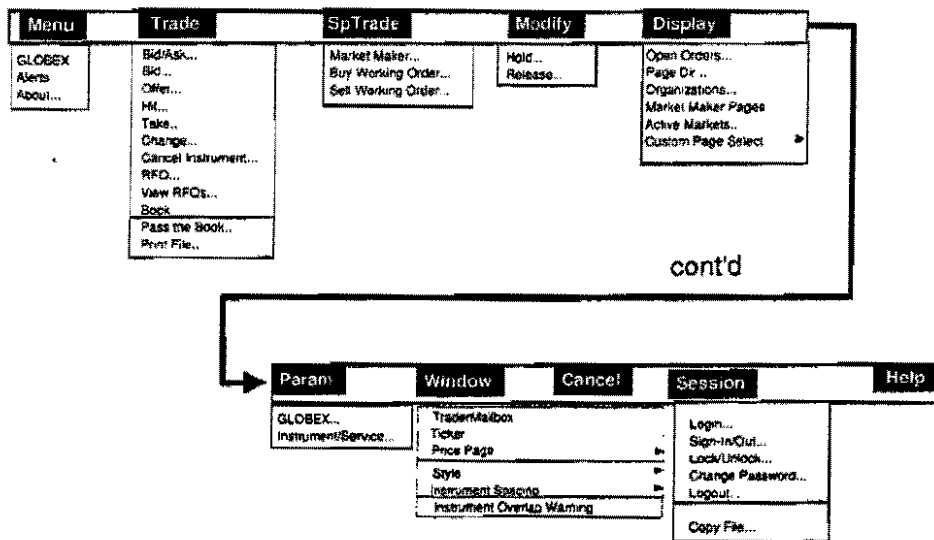 Menu
GLOBEX
Alerts
About...
Trade
Bid/Ask...
Bid...
Offer...
Hit...
Take..
Change...
Cancel Instrument...
RFQ...
View RFQs...
Book
Pass the Book..
Print File..
SpTrade
Market Maker...
Buy Working Order...
Sell Working Order...
Modify
Hold...
Release...
Display
Open Orders...
Page Dir...
Organizations...
Market Maker Pages
Active Markets..
Custom Page Select
cont'd
Param
GLOBEX...
Instrument/Service...
Window
TraderMailbox
Ticker
Price Page
Style
Instrument Spacing
Instrument Overlap Warning
Cancel
Session
Login...
Sign-In/Out...
Lock/Unlock...
Change Password...
Logout..
Copy File...
Help